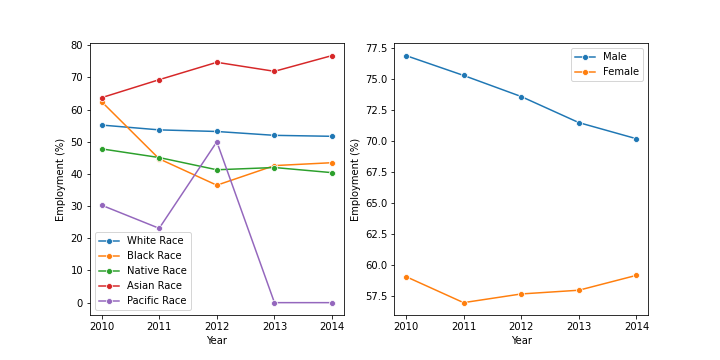 80
70
60
50
40
30
20
10
0
Employment (%)
2010
2011
2012
2013
2014
Year
White Race
Black Race
Native Race
Asian Race
Pacific Race
77.5
75.0
72.5
70.0
67.5
65.0
62.5
60.0
57.5
Employment (%)
2010
2011
2012
2013
2014
Year
Male
Female